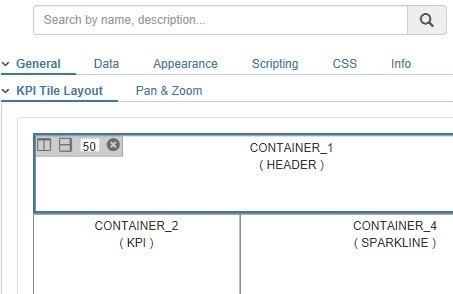 Search by name, description...
General Data Appearance Scripting CSS Info
KPI Tile Layout Pan & Zoom
50
CONTAINER_1
( HEADER )
CONTAINER_2 CONTAINER_4
( KPI ) ( SPARKLINE )